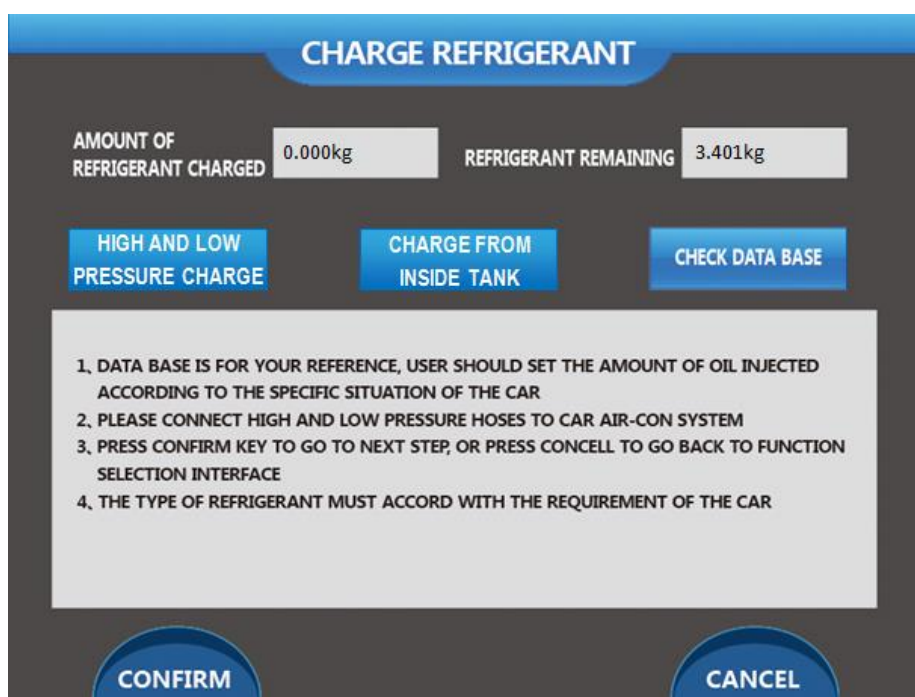 CHARGE REFRIGERANT
AMOUNT OF
REFRIGERANT CHARGED
0.000kg
REFRIGERANT REMAINING
3.401kg
HIGH AND LOW
PRESSURE CHARGE
CHARGE FROM
INSIDE TANK
CHECK DATA BASE
1、DATA BASE IS FOR YOUR REFERENCE, USER SHOULD SET THE AMOUNT OF OIL INJECTED
ACCORDING TO THE SPECIFIC SITUATION OF THE CAR
2、PLEASE CONNECT HIGH AND LOW PRESSURE HOSES TO CAR AIR-CON SYSTEM
3、PRESS CONFIRM KEY TO GO TO NEXT STEP, OR PRESS CONCELL TO GO BACK TO FUNCTION
SELECTION INTERFACE
4、THE TYPE OF REFRIGERANT MUST ACCORD WITH THE REQUIREMENT OF THE CAR
CONFIRM
CANCEL